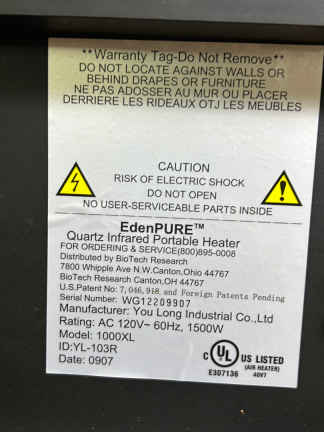 **Warranty Tag-Do Not Remove**
DO NOT LOCATE AGAINST WALLS OR
BEHIND DRAPES OR FURNITURE
NE PAS ADOSSER AU MUR OU PLACER
DERRIERE LES RIDEAUX OTJ LES MEUBLES
CAUTION
RISK OF ELECTRIC SHOCK
DO NOT OPEN
NO USER-SERVICEABLE PARTS INSIDE
EdenPURE™
Quartz Infrared Portable Heater
FOR ORDERING & SERVICE(800)895-0008
Distributed by BioTech Research
7800 Whipple Ave N.W.Canton,Ohio 44767
BioTech Research Canton,OH 44767
U.S.Patent No: 7,046,918, and Foreign Patents Pending
Serial Number: WG12209907
Manufacturer: You Long Industrial Co.,Ltd
Rating: AC 120V~ 60Hz, 1500W
Model: 1000XL
ID:YL-103R
Date: 0907
c UL US LISTED
(AIR HEATER)
E307136 40V7